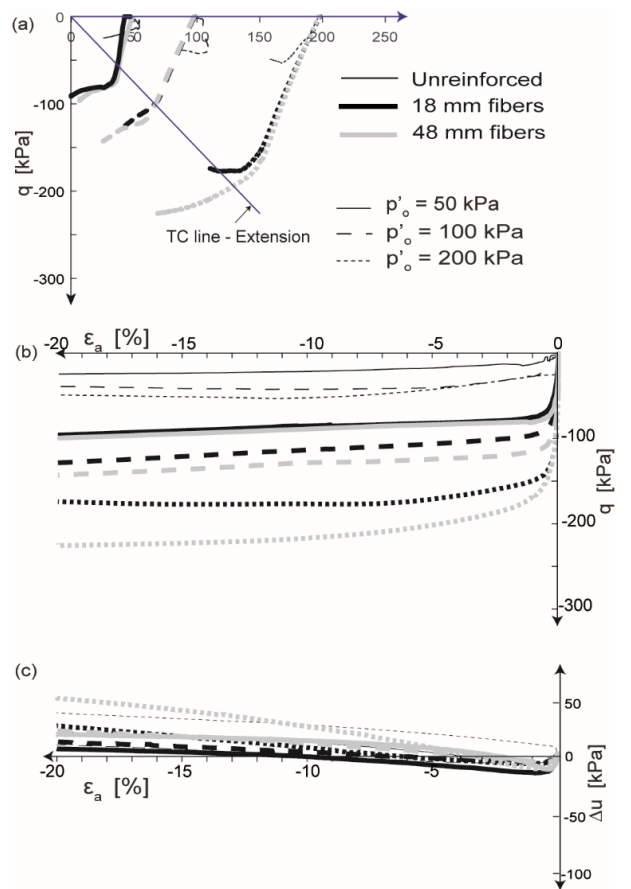 (a)
0 50 100 150 200 250
0
-100
-200
-300
q [kPa]
Unreinforced
18 mm fibers
48 mm fibers
p'o = 50 kPa
p'o = 100 kPa
p'o = 200 kPa
TC line - Extension
(b)
-20 εa [%] -15 -10 -5 0
-100
-200
-300
q [kPa]
(c)
50
0
-50
-100
Δu [kPa]
-20 -15 -10 -5
εa [%]